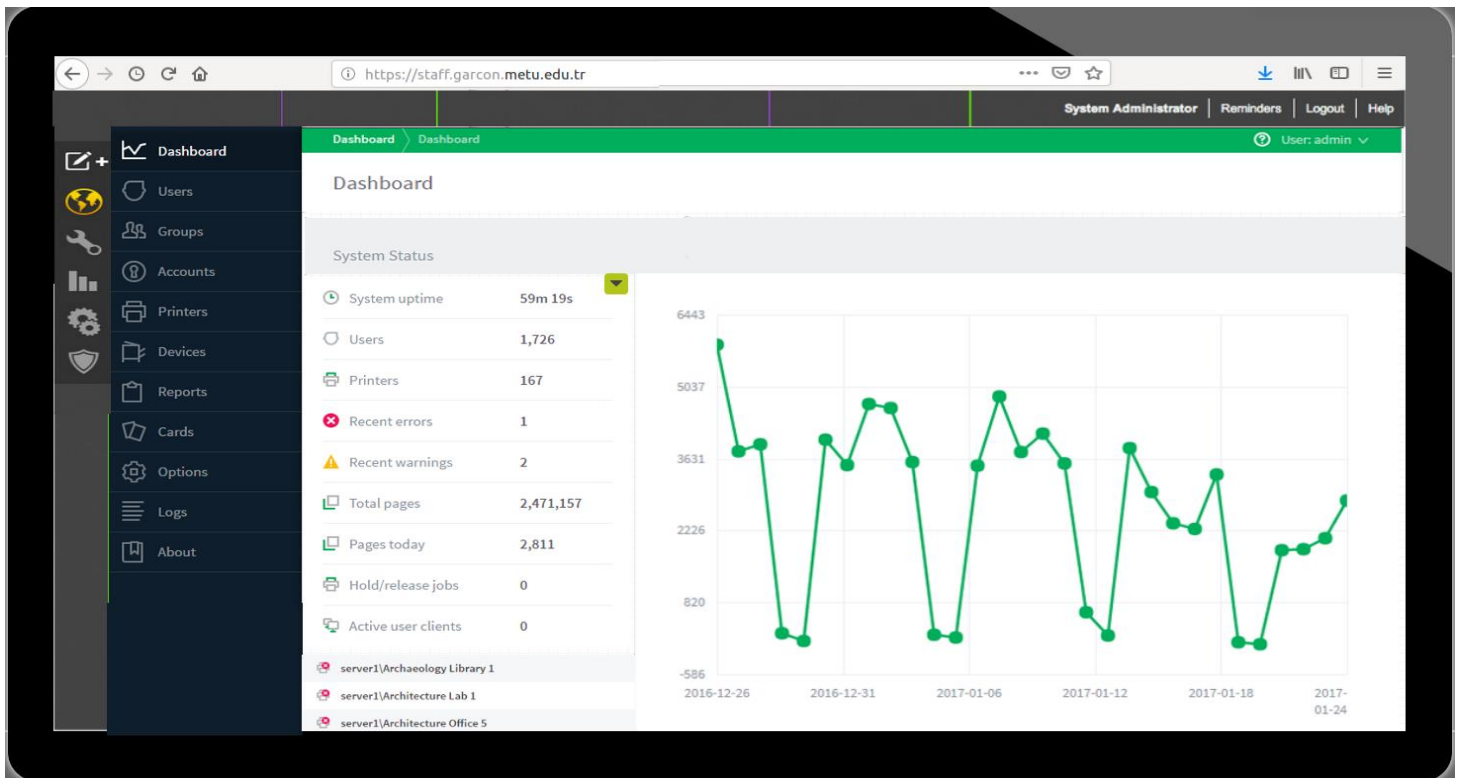 https://staff.garcon.metu.edu.tr
System Administrator | Reminders | Logout | Help
Dashboard
Users
Groups
Accounts
Printers
Devices
Reports
Cards
Options
Logs
About
Dashboard Dashboard
User: admin
Dashboard
System Status
System uptime 59m 19s
Users 1,726
Printers 167
Recent errors 1
Recent warnings 2
Total pages 2,471,157
Pages today 2,811
Hold/release jobs 0
Active user clients 0
server1\Archaeology Library 1
server1\Architecture Lab 1
server1\Architecture Office 5
6443
5037
3631
2226
820
-586
2016-12-26 2016-12-31 2017-01-06 2017-01-12 2017-01-18 2017-
01-24